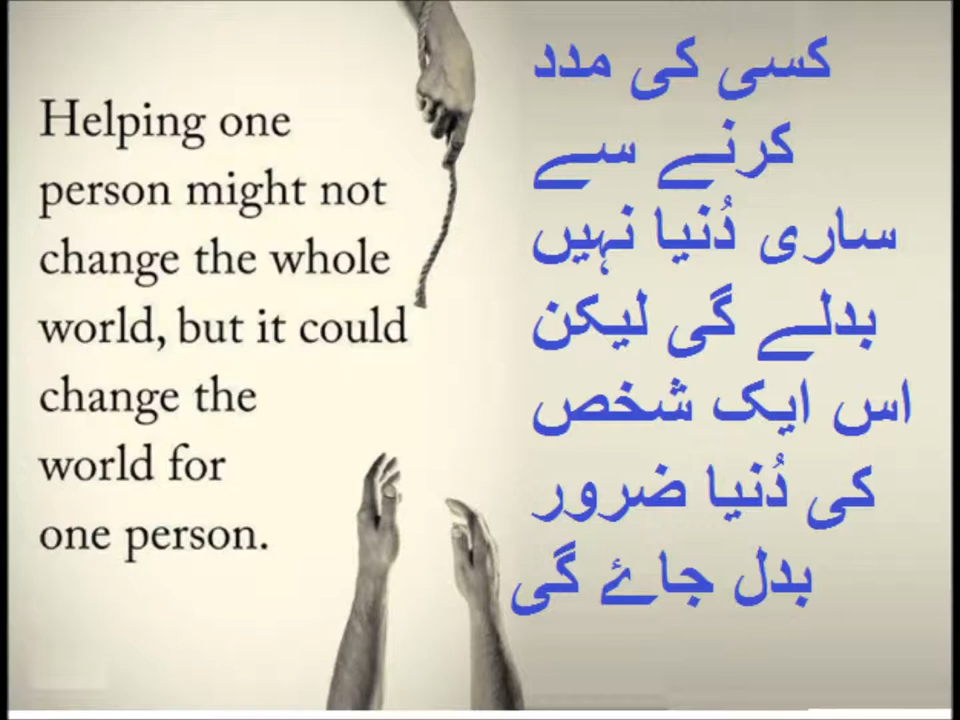 Helping one
person might not
change the whole
world, but it could
change the
world for
one person.
کسی کی مدد
کرنے سے
ساری دُنیا نہیں
بدلے گی لیکن
اس ایک شخص
کی دُنیا ضرور
بدل جاۓ گی